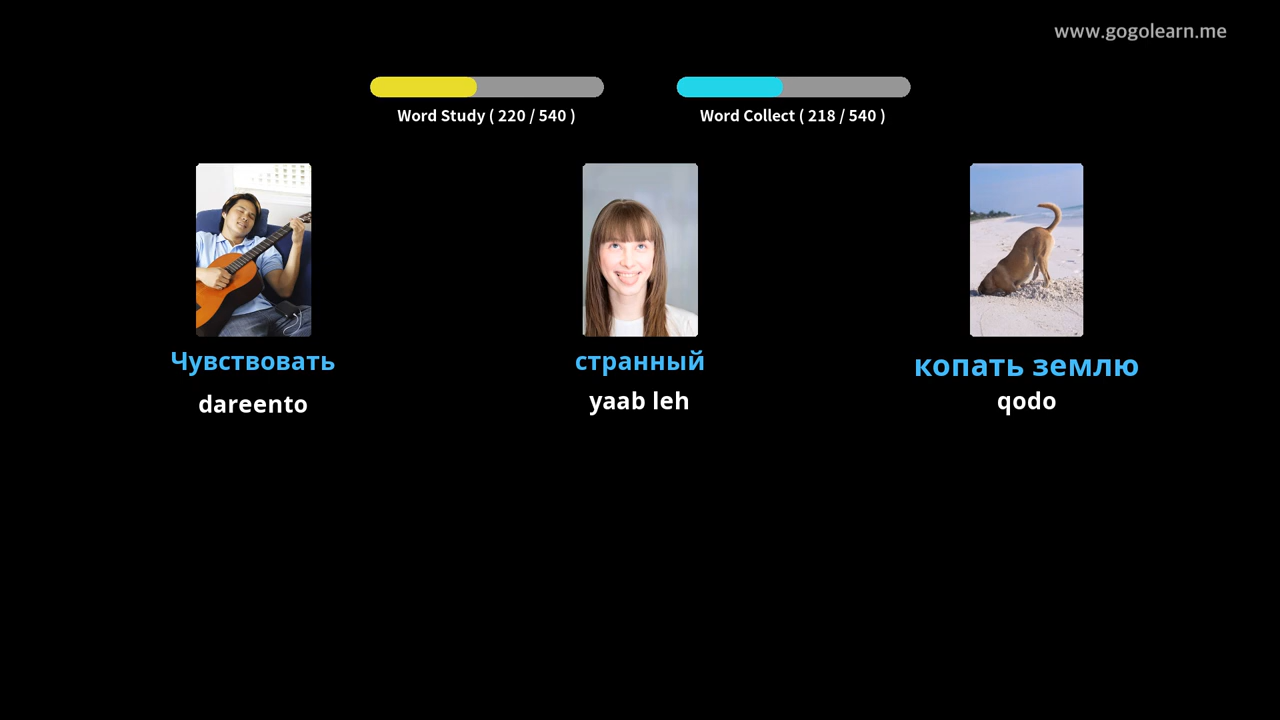 www.gogolearn.me
Word Study ( 220 / 540 )
Word Collect ( 218 / 540 )
Чувствовать
странный
копать землю
dareento
yaab leh
qodo